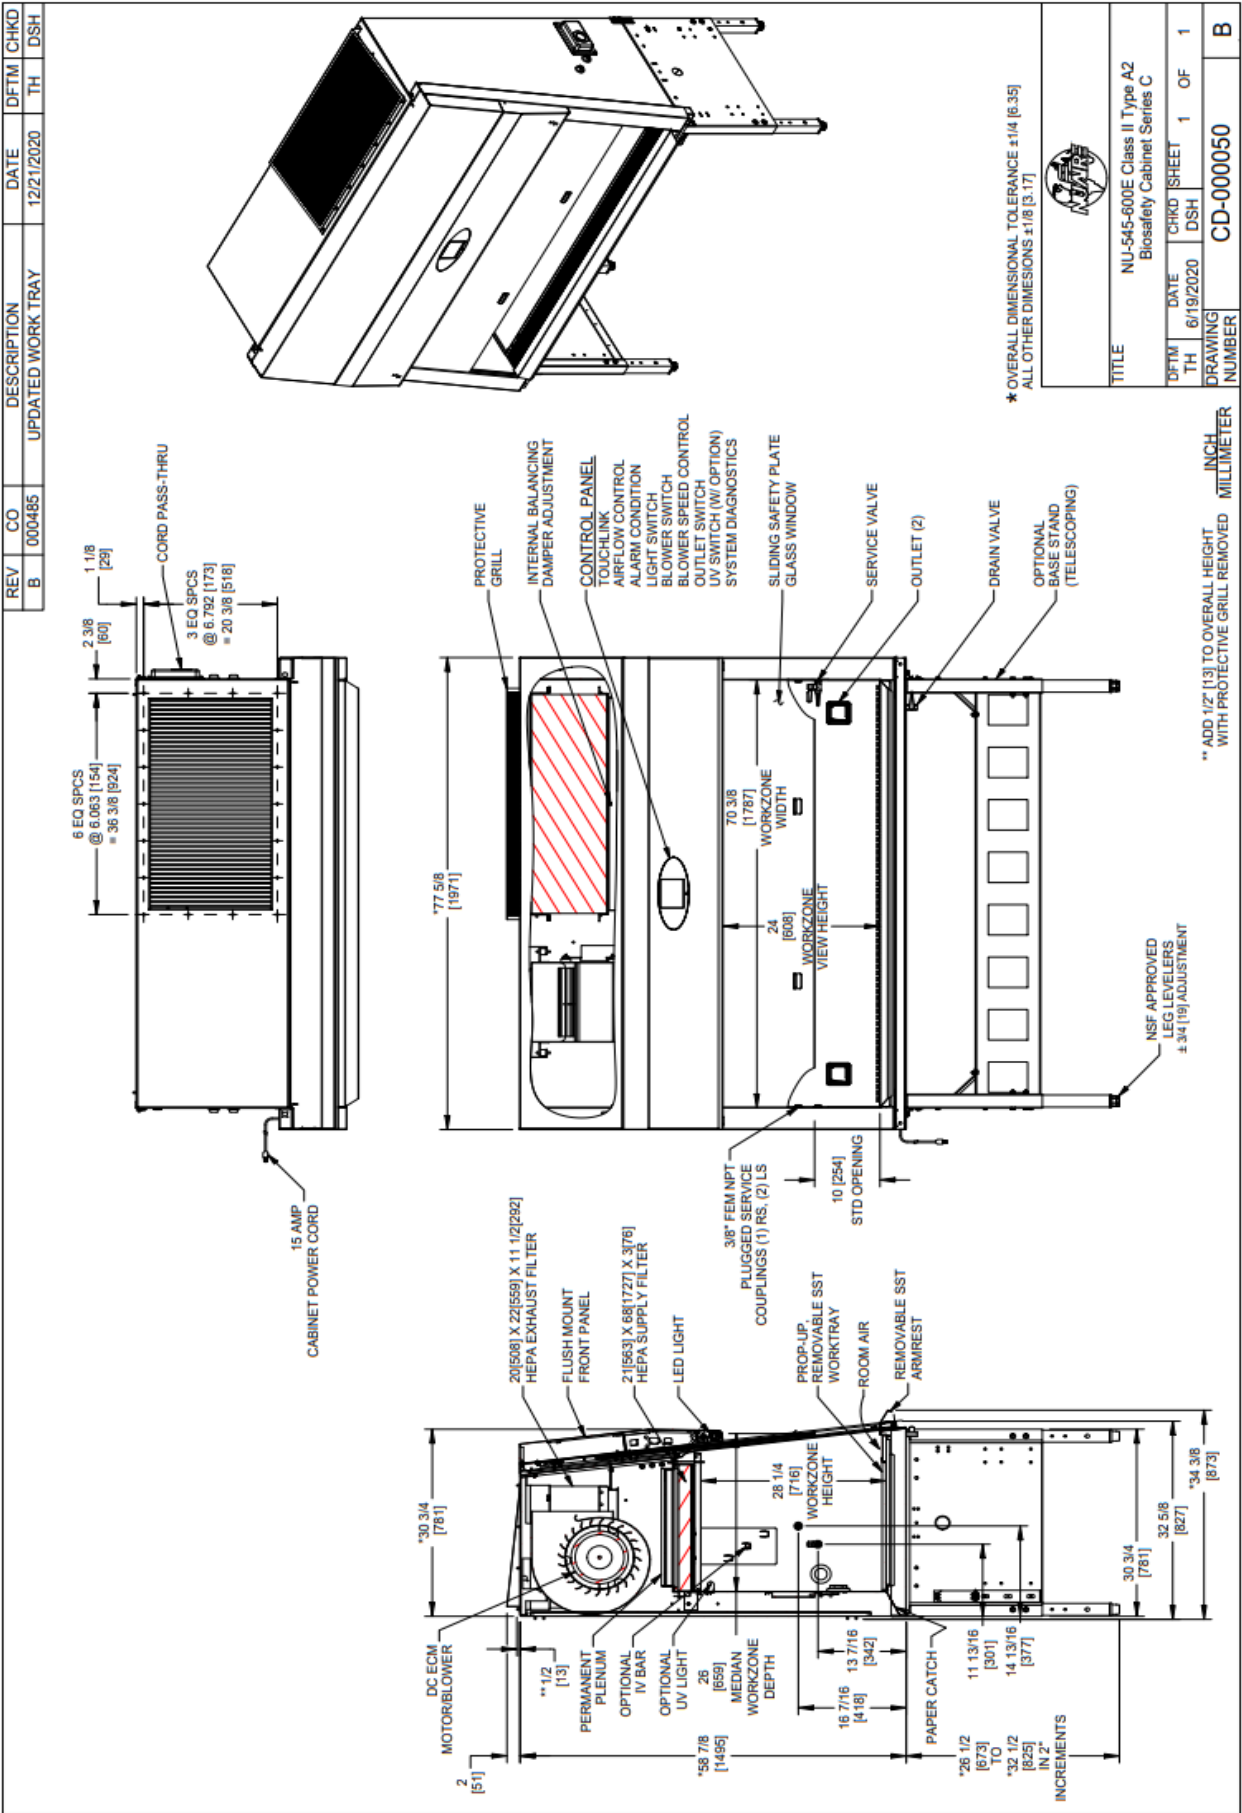 REV CO DESCRIPTION DATE DFTM CHKD
B 000485 UPDATED WORK TRAY 12/21/2020 TH DSH
6 EQ SPCS
@ 6.063 [154]
= 36 3/8 [924]
2 3/8
[60]
1 1/8
[29]
3 EQ SPCS
@ 6.792 [173]
= 20 3/8 [518]
CORD PASS-THRU
15 AMP
CABINET POWER CORD
*77 5/8
[1971]
PROTECTIVE
GRILL
INTERNAL BALANCING
DAMPER ADJUSTMENT
CONTROL PANEL
TOUCHLINK
AIRFLOW CONTROL
ALARM CONDITION
LIGHT SWITCH
BLOWER SWITCH
BLOWER SPEED CONTROL
OUTLET SWITCH
UV SWITCH (W/ OPTION)
SYSTEM DIAGNOSTICS
SLIDING SAFETY PLATE
GLASS WINDOW
SERVICE VALVE
OUTLET (2)
DRAIN VALVE
OPTIONAL
BASE STAND
(TELESCOPING)
70 3/8
[1787]
WORKZONE
WIDTH
24
[608]
WORKZONE
VIEW HEIGHT
3/8" FEM NPT
PLUGGED SERVICE
COUPLINGS (1) RS, (2) LS
10 [254]
STD OPENING
NSF APPROVED
LEG LEVELERS
± 3/4 [19] ADJUSTMENT
20[508] X 22[559] X 11 1/2[292]
HEPA EXHAUST FILTER
FLUSH MOUNT
FRONT PANEL
21[563] X 68[1727] X 3[76]
HEPA SUPPLY FILTER
LED LIGHT
PROP-UP,
REMOVABLE SST
WORKTRAY
ROOM AIR
REMOVABLE SST
ARMREST
*30 3/4
[781]
28 1/4
[716]
WORKZONE
HEIGHT
DC ECM
MOTOR/BLOWER
2
[51]
** 1/2
[13]
PERMANENT
PLENUM
OPTIONAL
IV BAR
OPTIONAL
UV LIGHT
26
[659]
MEDIAN
WORKZONE
DEPTH
*58 7/8
[1495]
16 7/16
[418]
13 7/16
[342]
PAPER CATCH
11 13/16
[301]
14 13/16
[377]
30 3/4
[781]
32 5/8
[827]
*34 3/8
[873]
*26 1/2
[673]
TO
*32 1/2
[825]
IN 2"
INCREMENTS
* OVERALL DIMENSIONAL TOLERANCE ±1/4 [6.35]
ALL OTHER DIMESIONS ±1/8 [3.17]
** ADD 1/2" [13] TO OVERALL HEIGHT
WITH PROTECTIVE GRILL REMOVED
INCH
MILLIMETER
NUAIRE
TITLE
NU-545-600E Class II Type A2
Biosafety Cabinet Series C
DFTM DATE CHKD SHEET 1 OF 1
TH 6/19/2020 DSH
DRAWING
NUMBER CD-000050 B